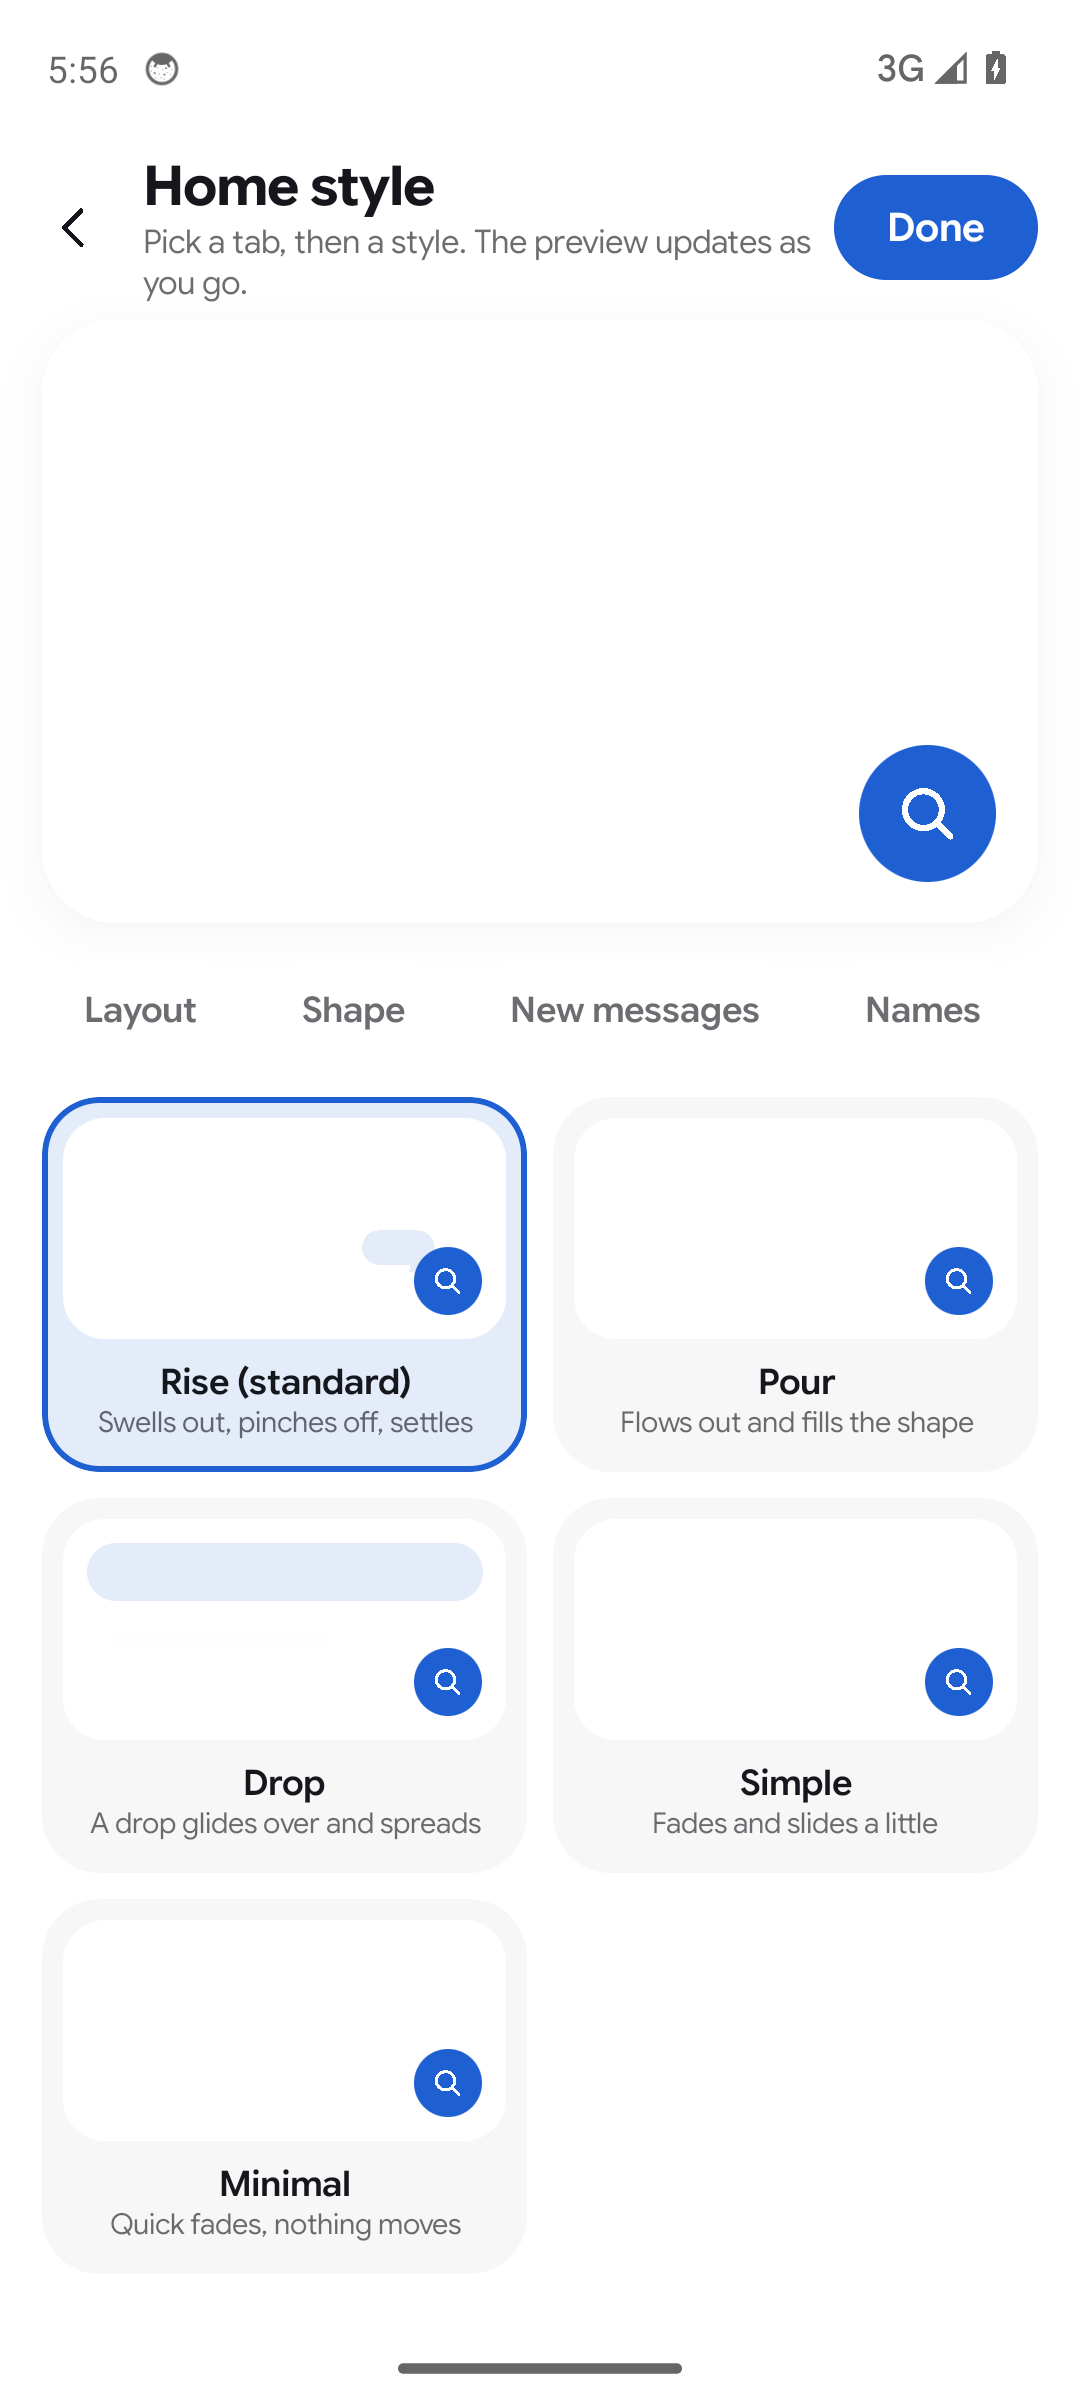 5:56
3G
Home style
Pick a tab, then a style. The preview updates as
you go.
Done
Layout
Shape
New messages
Names
Rise (standard)
Swells out, pinches off, settles
Pour
Flows out and fills the shape
Drop
A drop glides over and spreads
Simple
Fades and slides a little
Minimal
Quick fades, nothing moves